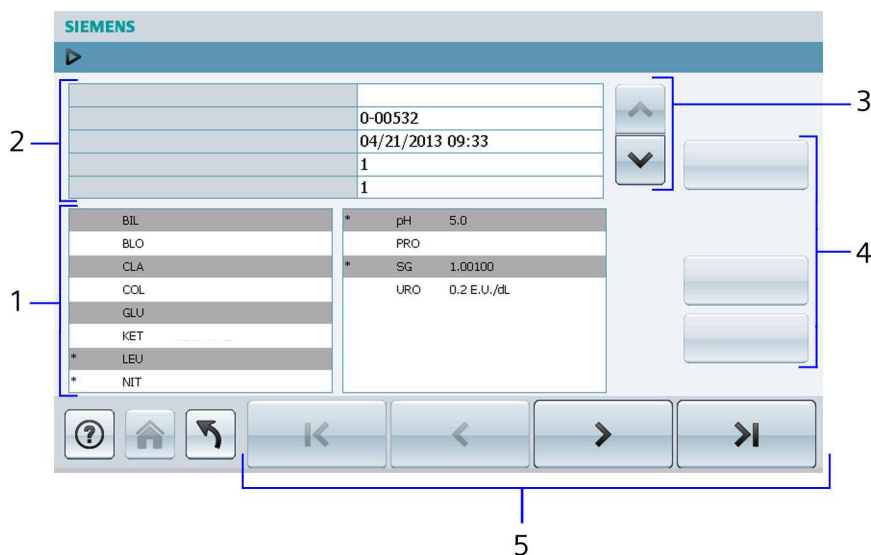 SIEMENS
0-00532
04/21/2013 09:33
1
1
BIL
BLO
CLA
COL
GLU
KET
* LEU
* NIT
* pH 5.0
PRO
* SG 1.00100
URO 0.2 E.U./dL
?
1
2
3
4
5